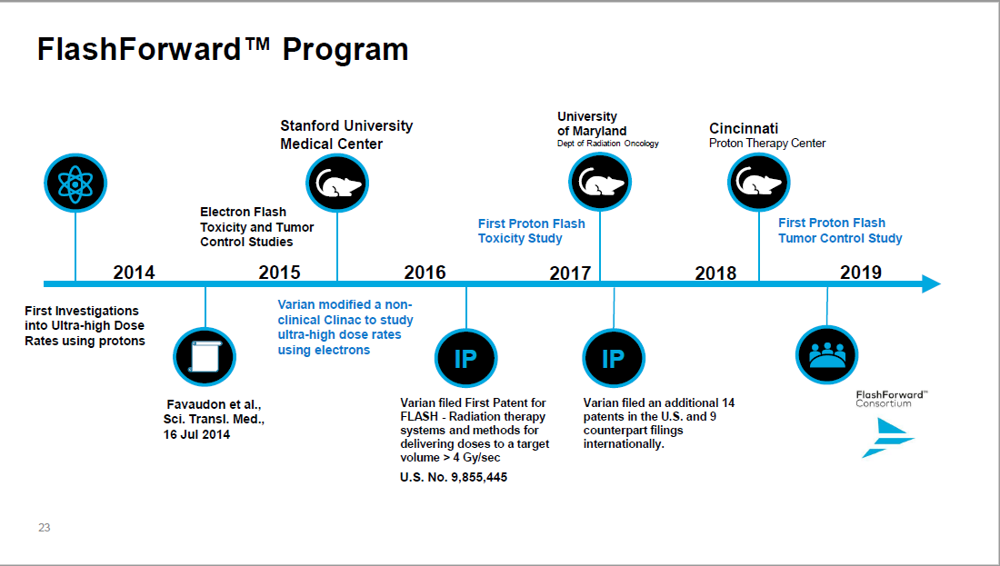 FlashForward™ Program
Stanford University
Medical Center
University
of Maryland
Dept of Radiation Oncology
Cincinnati
Proton Therapy Center
Electron Flash
Toxicity and Tumor
Control Studies
First Proton Flash
Toxicity Study
First Proton Flash
Tumor Control Study
2014
2015
2016
2017
2018
2019
First Investigations
into Ultra-high Dose
Rates using protons
Varian modified a non-
clinical Clinac to study
ultra-high dose rates
using electrons
IP
IP
Favaudon et al.,
Sci. Transl. Med.,
16 Jul 2014
Varian filed First Patent for
FLASH - Radiation therapy
systems and methods for
delivering doses to a target
volume > 4 Gy/sec
U.S. No. 9,855,445
Varian filed an additional 14
patents in the U.S. and 9
counterpart filings
internationally.
FlashForward™
Consortium
23